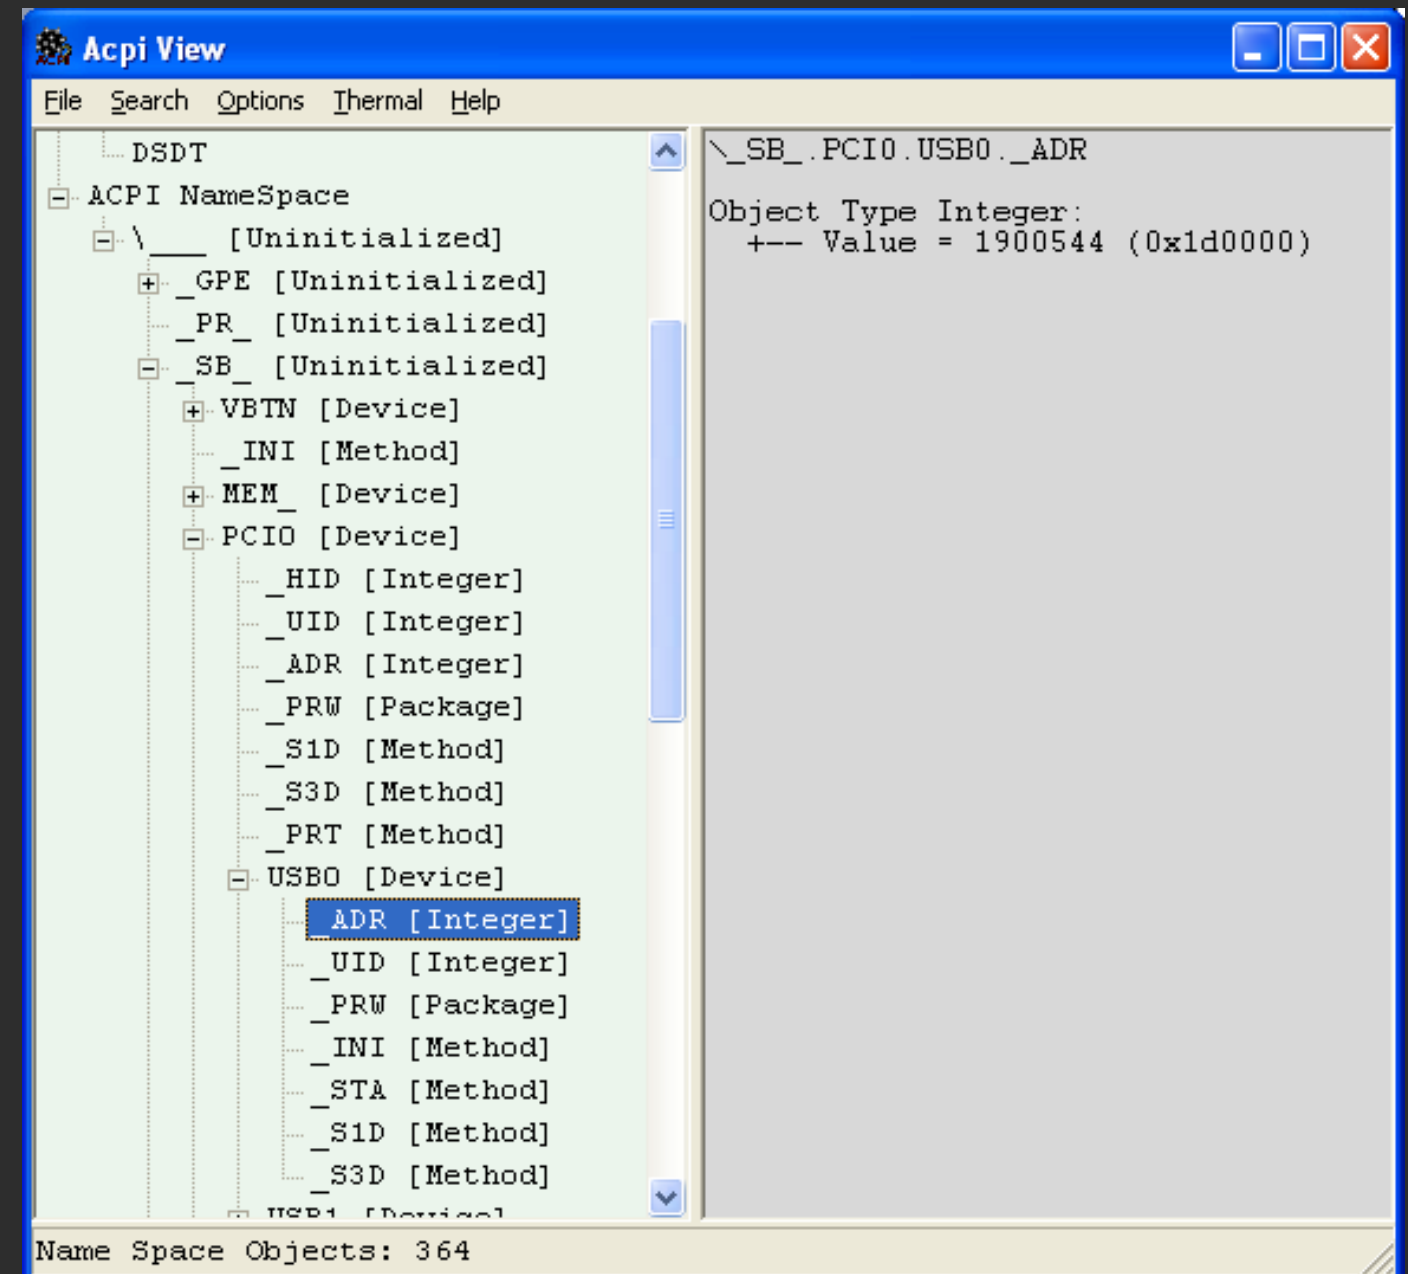 Acpi View
File Search Options Thermal Help
DSDT
ACPI NameSpace
\___ [Uninitialized]
_GPE [Uninitialized]
_PR_ [Uninitialized]
_SB_ [Uninitialized]
VBTN [Device]
_INI [Method]
MEM_ [Device]
PCI0 [Device]
_HID [Integer]
_UID [Integer]
_ADR [Integer]
_PRW [Package]
_S1D [Method]
_S3D [Method]
_PRT [Method]
USB0 [Device]
_ADR [Integer]
_UID [Integer]
_PRW [Package]
_INI [Method]
_STA [Method]
_S1D [Method]
_S3D [Method]
USB1 [Device]
\_SB_.PCI0.USB0._ADR
Object Type Integer:
+-- Value = 1900544 (0x1d0000)
Name Space Objects: 364